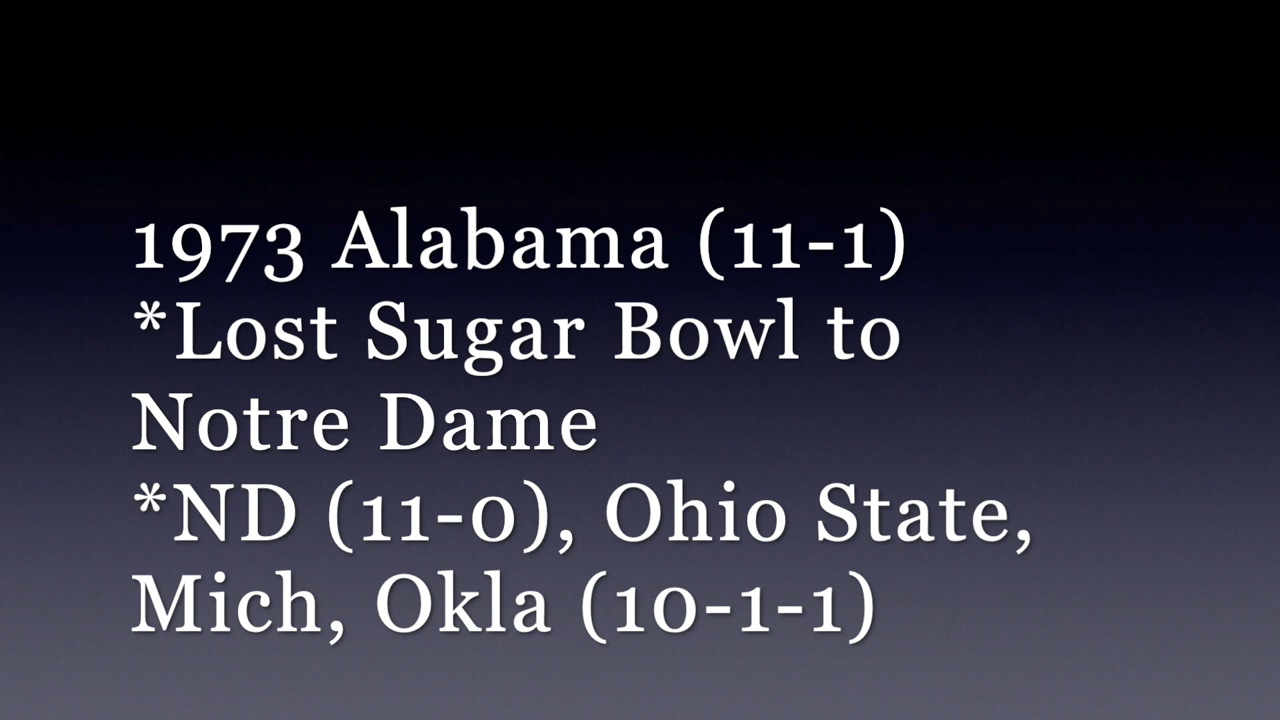 1973 Alabama (11-1)
*Lost Sugar Bowl to
Notre Dame
*ND (11-0), Ohio State,
Mich, Okla (10-1-1)